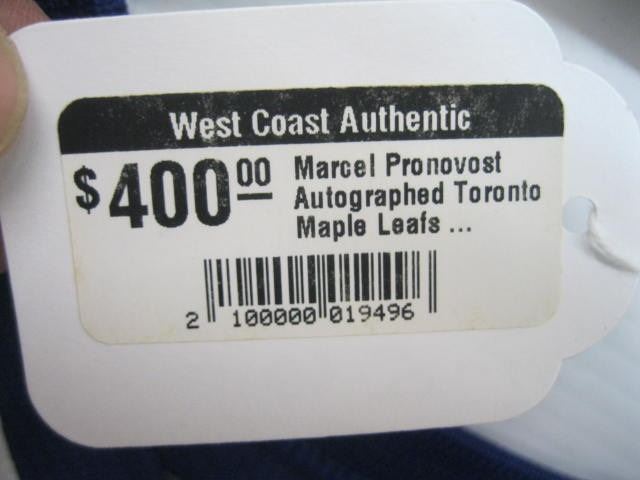 West Coast Authentic
$400.00
Marcel Pronovost
Autographed Toronto
Maple Leafs ...
2 100000 019496